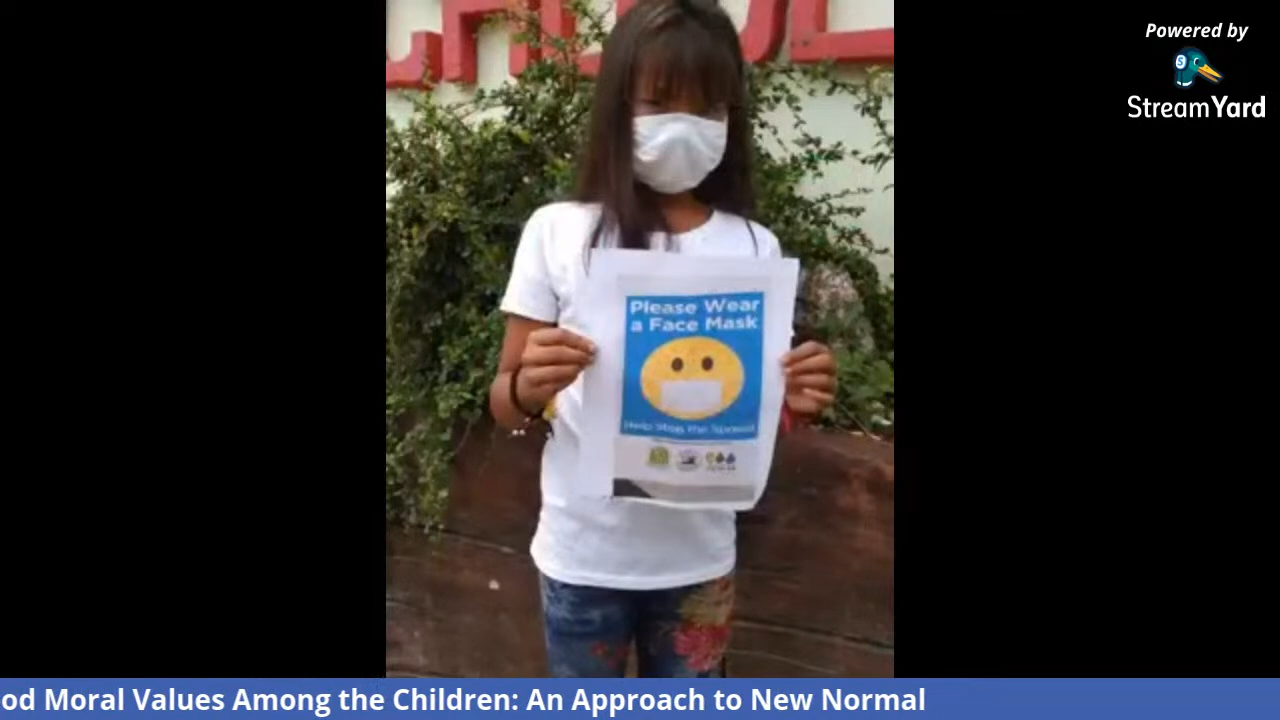 Powered by
StreamYard
Please Wear
a Face Mask
Help Stop the Spread
od Moral Values Among the Children: An Approach to New Normal